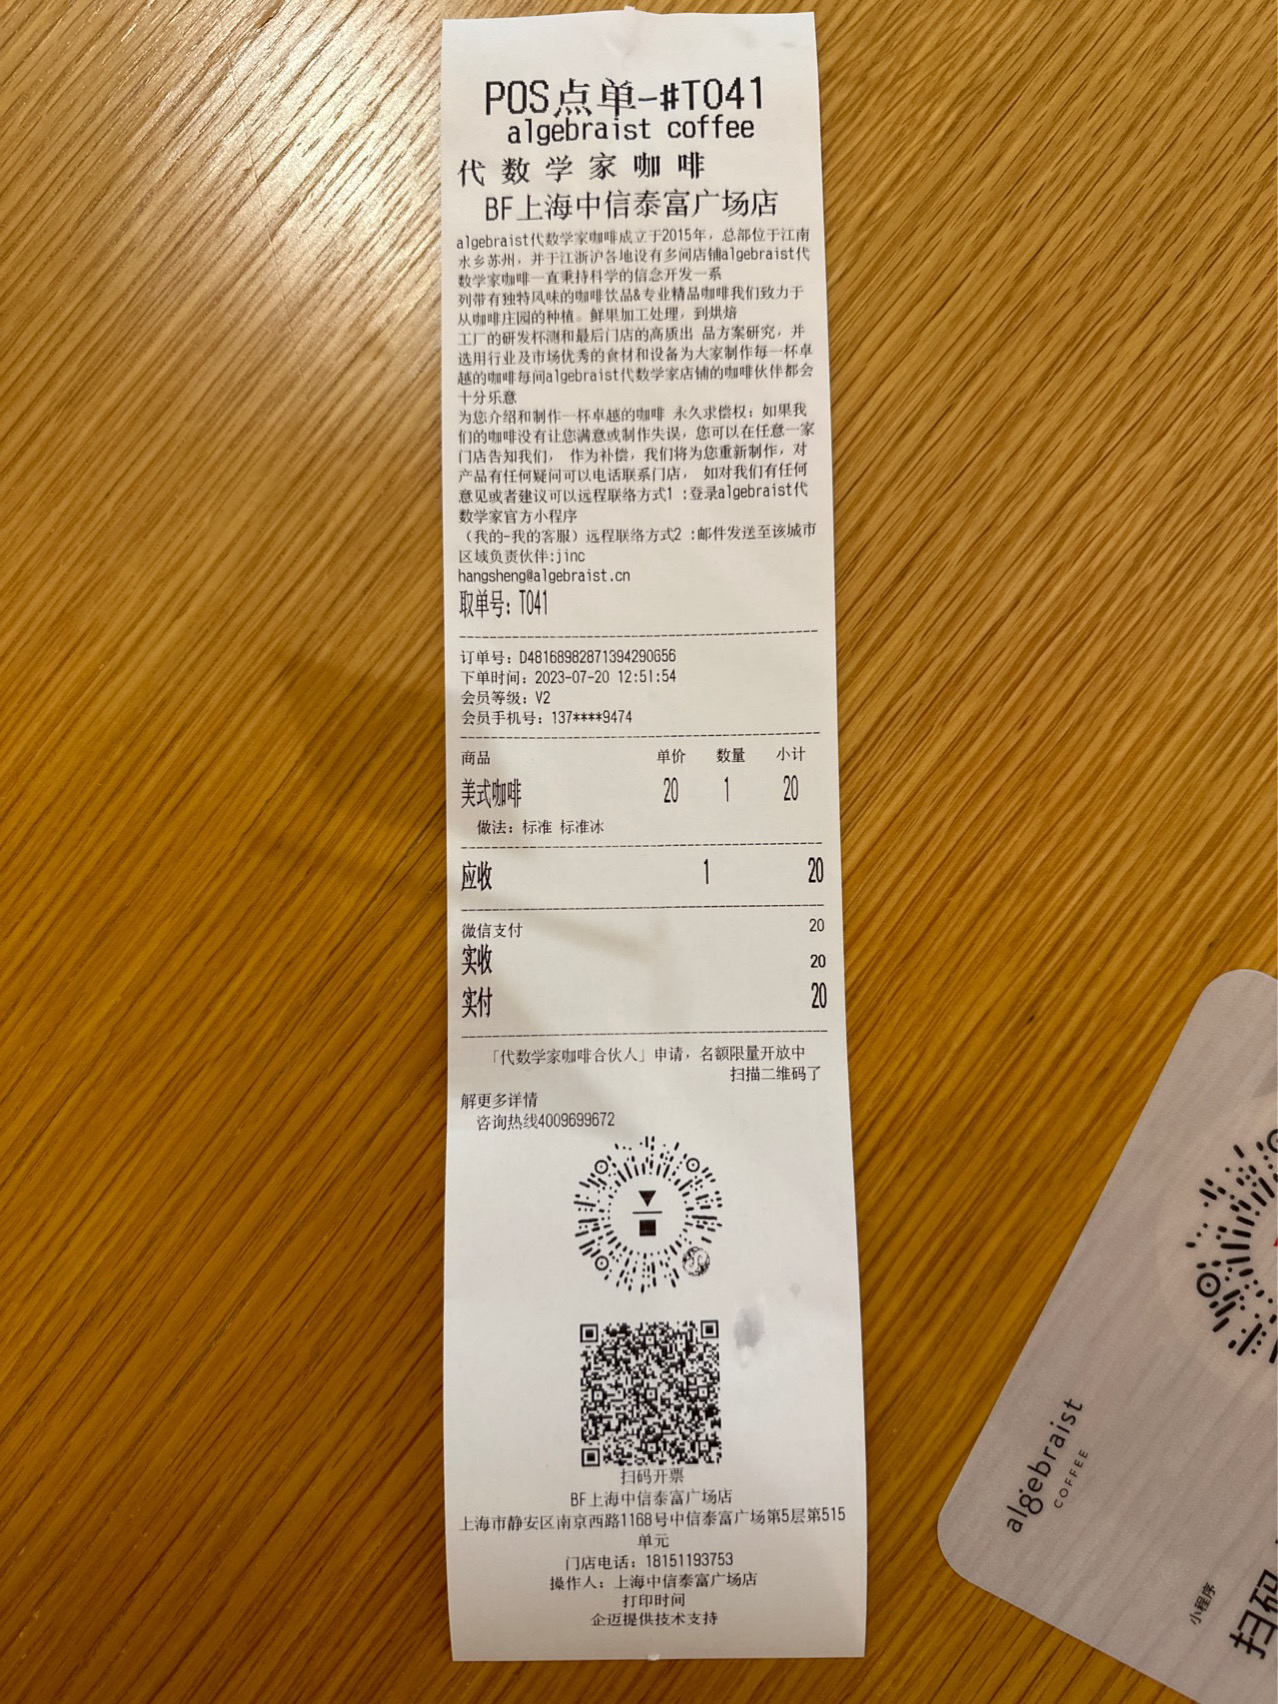 POS点单-#T041
algebraist coffee
代数学家咖啡
BF上海中信泰富广场店
algebraist代数学家咖啡成立于2015年，总部位于江南
水乡苏州，并于江浙沪各地设有多间店铺algebraist代
数学家咖啡一直秉持科学的信念开发一系
列带有独特风味的咖啡饮品&专业精品咖啡我们致力于
从咖啡庄园的种植。鲜果加工处理，到烘焙
工厂的研发杯测和最后门店的高质出 品方案研究，并
选用行业及市场优秀的食材和设备为大家制作每一杯卓
越的咖啡每间algebraist代数学家店铺的咖啡伙伴都会
十分乐意
为您介绍和制作一杯卓越的咖啡 永久求偿权：如果我
们的咖啡没有让您满意或制作失误，您可以在任意一家
门店告知我们， 作为补偿，我们将为您重新制作，对
产品有任何疑问可以电话联系门店， 如对我们有任何
意见或者建议可以远程联络方式1 :登录algebraist代
数学家官方小程序
（我的-我的客服）远程联络方式2 :邮件发送至该城市
区域负责伙伴:jinc
hangsheng@algebraist.cn
取单号：T041
订单号：D48168982871394290656
下单时间：2023-07-20 12:51:54
会员等级：V2
会员手机号：137****9474
商品 单价 数量 小计
美式咖啡 20 1 20
做法：标准 标准冰
应收 1 20
微信支付 20
实收 20
实付 20
「代数学家咖啡合伙人」申请，名额限量开放中
扫描二维码了
解更多详情
咨询热线4009699672
扫码开票
BF上海中信泰富广场店
上海市静安区南京西路1168号中信泰富广场第5层第515
单元
门店电话：18151193753
操作人：上海中信泰富广场店
打印时间
企迈提供技术支持
algebraist
COFFEE
小程序
扫码